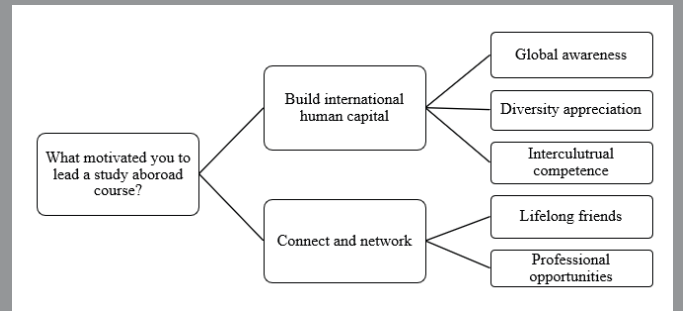 What motivated you to
lead a study aboroad
course?
Build international
human capital
Connect and network
Global awareness
Diversity appreciation
Interculutrual
competence
Lifelong friends
Professional
opportunities